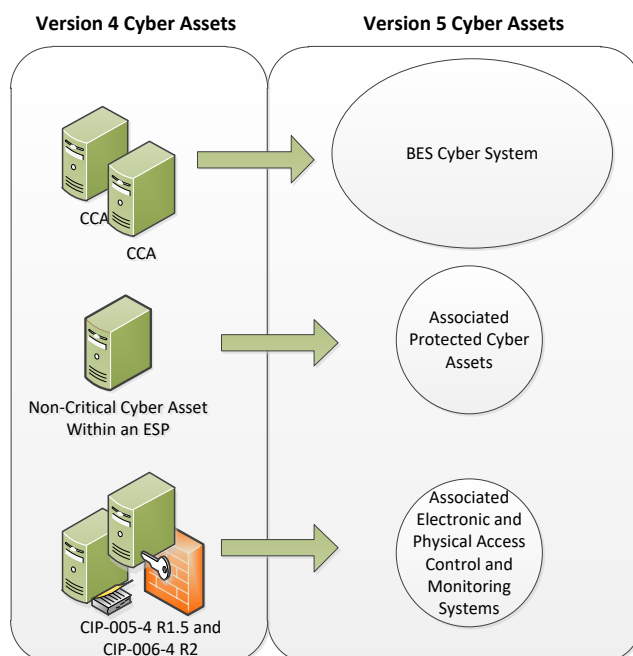 Version 4 Cyber Assets
Version 5 Cyber Assets
CCA
CCA
BES Cyber System
Non-Critical Cyber Asset
Within an ESP
Associated
Protected Cyber
Assets
CIP-005-4 R1.5 and
CIP-006-4 R2
Associated
Electronic and
Physical Access
Control and
Monitoring
Systems